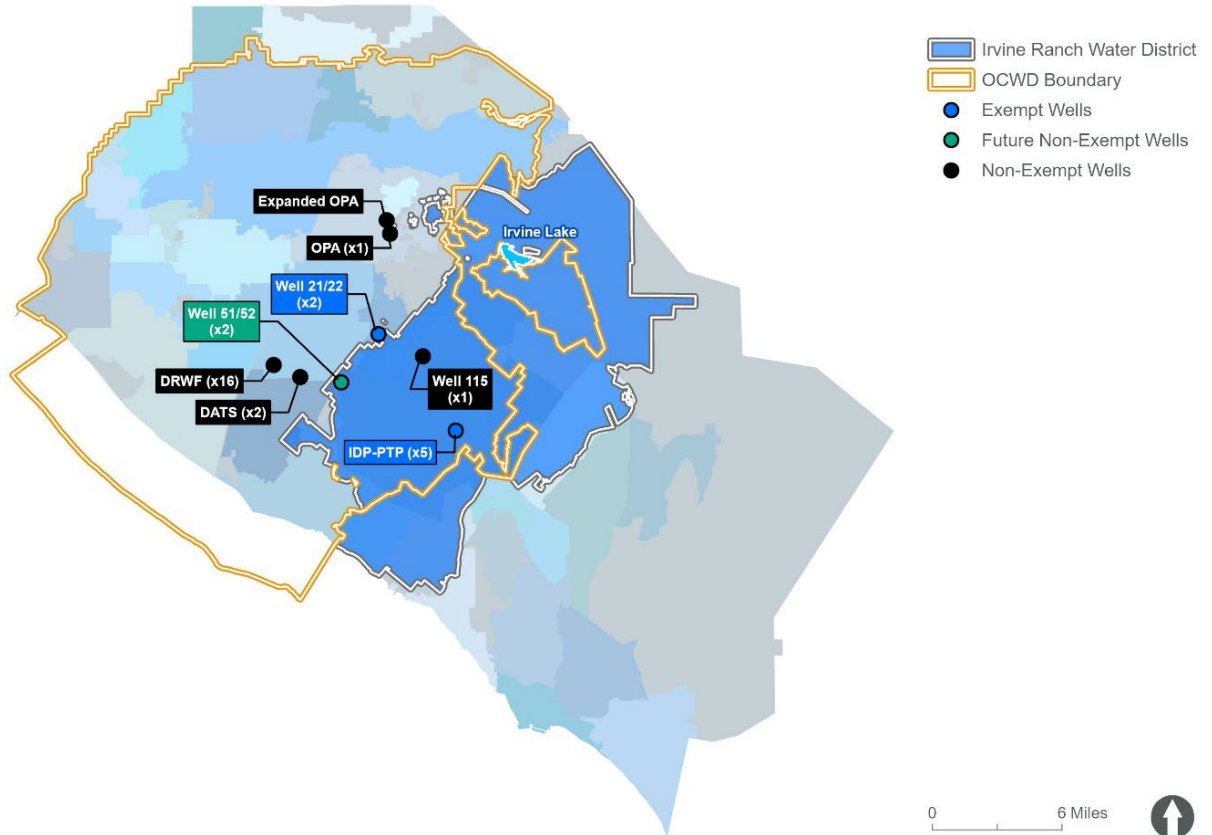 Irvine Ranch Water District
OCWD Boundary
Exempt Wells
Future Non-Exempt Wells
Non-Exempt Wells
Expanded OPA
OPA (x1)
Irvine Lake
Well 21/22
(x2)
Well 51/52
(x2)
DRWF (x16)
DATS (x2)
Well 115
(x1)
IDP-PTP (x5)
0
6 Miles